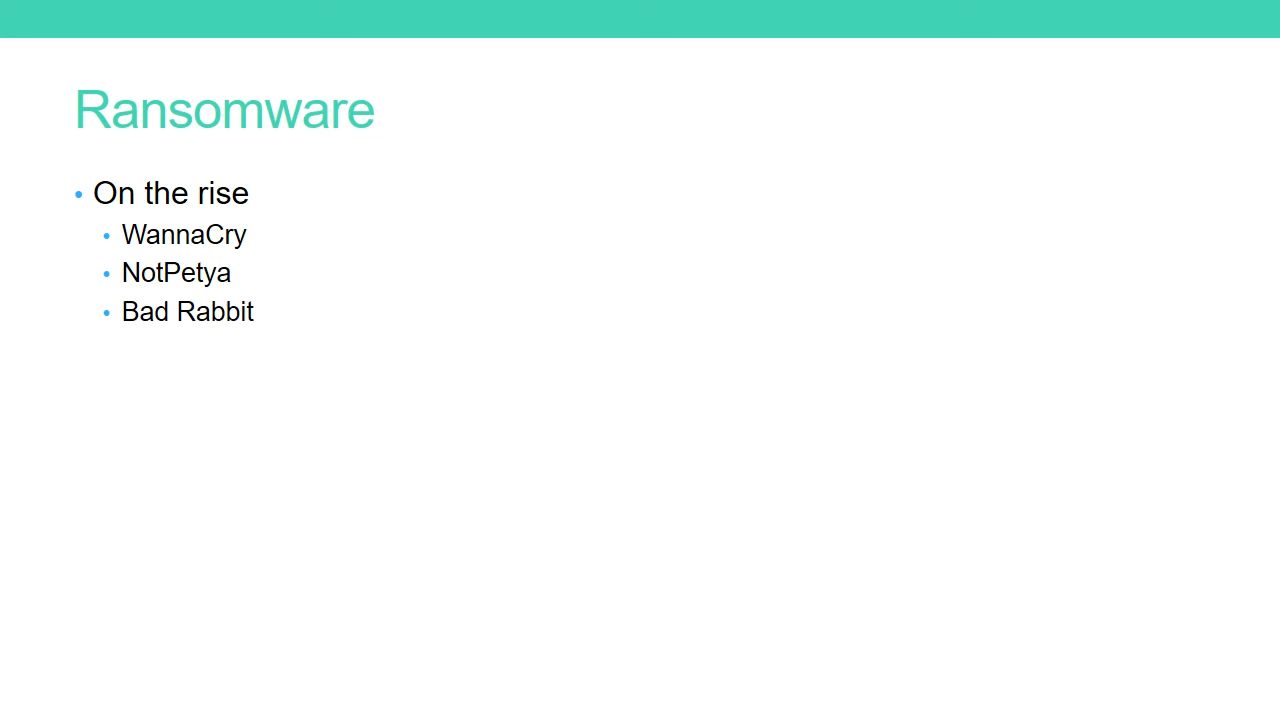 Ransomware
• On the rise
• WannaCry
• NotPetya
• Bad Rabbit